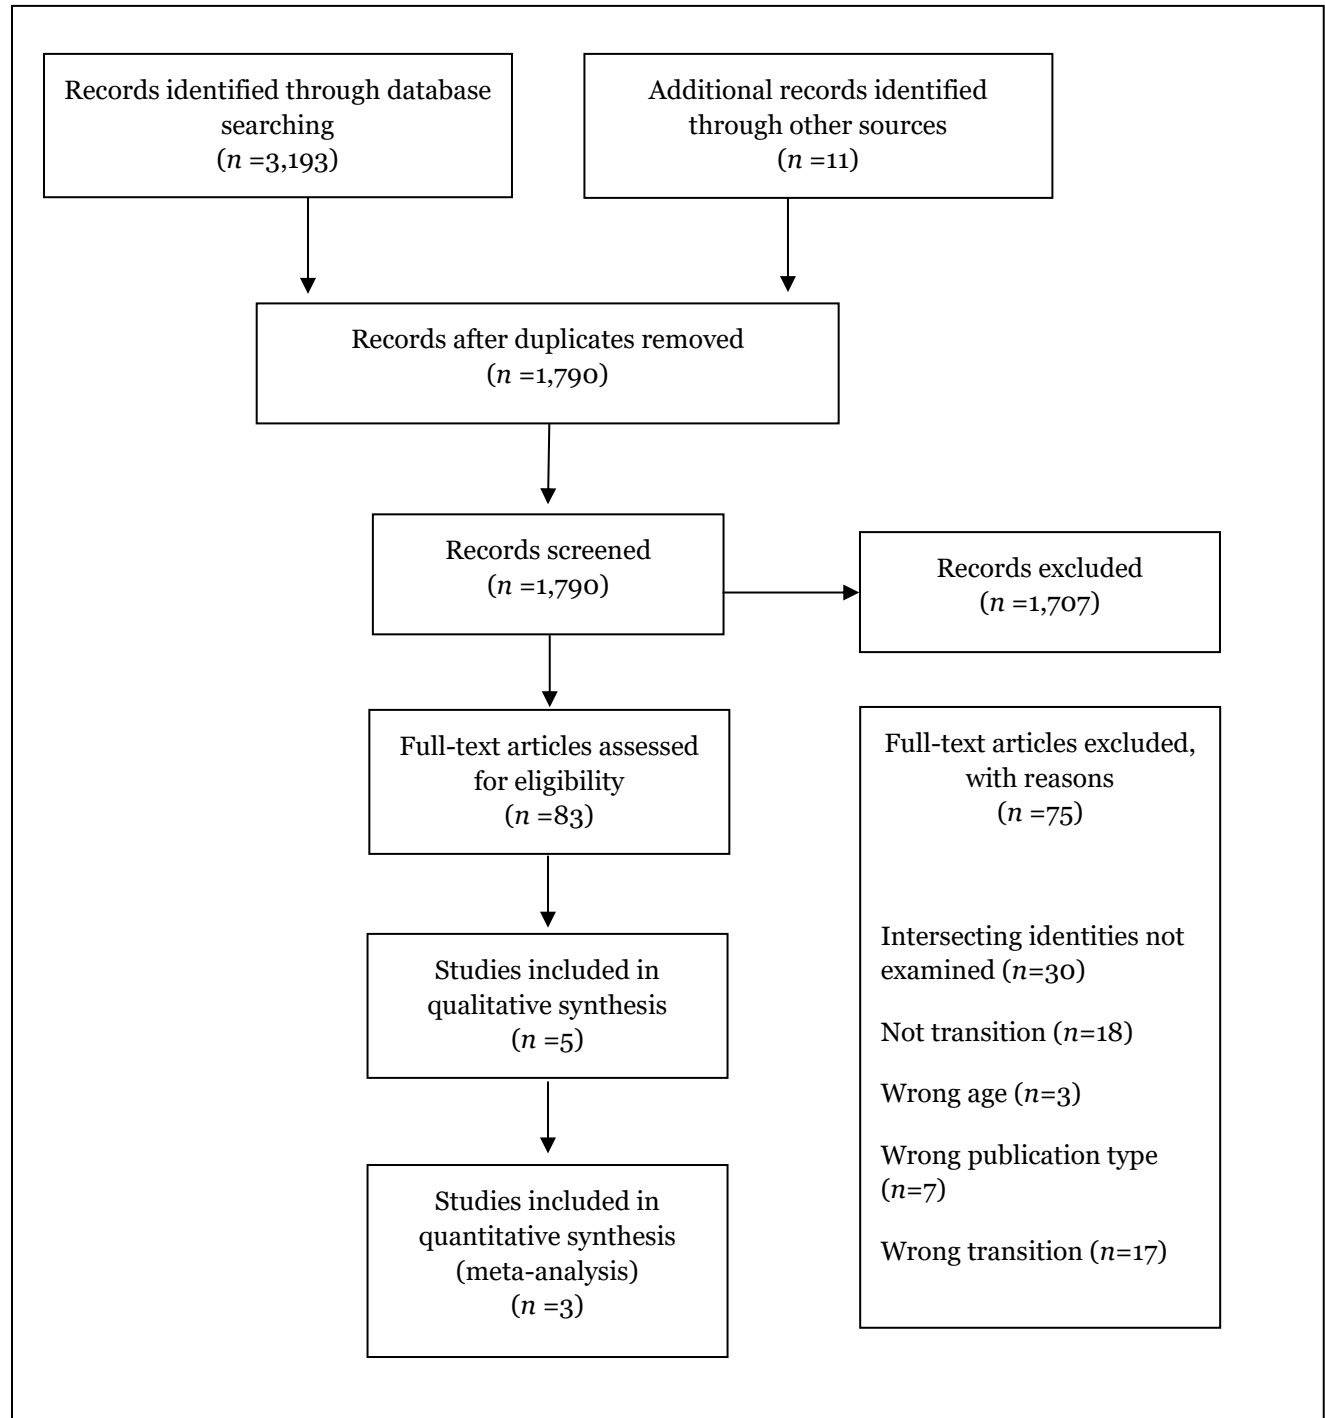 Records identified through database
searching
(n =3,193)
Additional records identified
through other sources
(n =11)
Records after duplicates removed
(n =1,790)
Records screened
(n =1,790)
Records excluded
(n =1,707)
Full-text articles assessed
for eligibility
(n =83)
Full-text articles excluded,
with reasons
(n =75)
Intersecting identities not
examined (n=30)
Not transition (n=18)
Wrong age (n=3)
Wrong publication type
(n=7)
Wrong transition (n=17)
Studies included in
qualitative synthesis
(n =5)
Studies included in
quantitative synthesis
(meta-analysis)
(n =3)